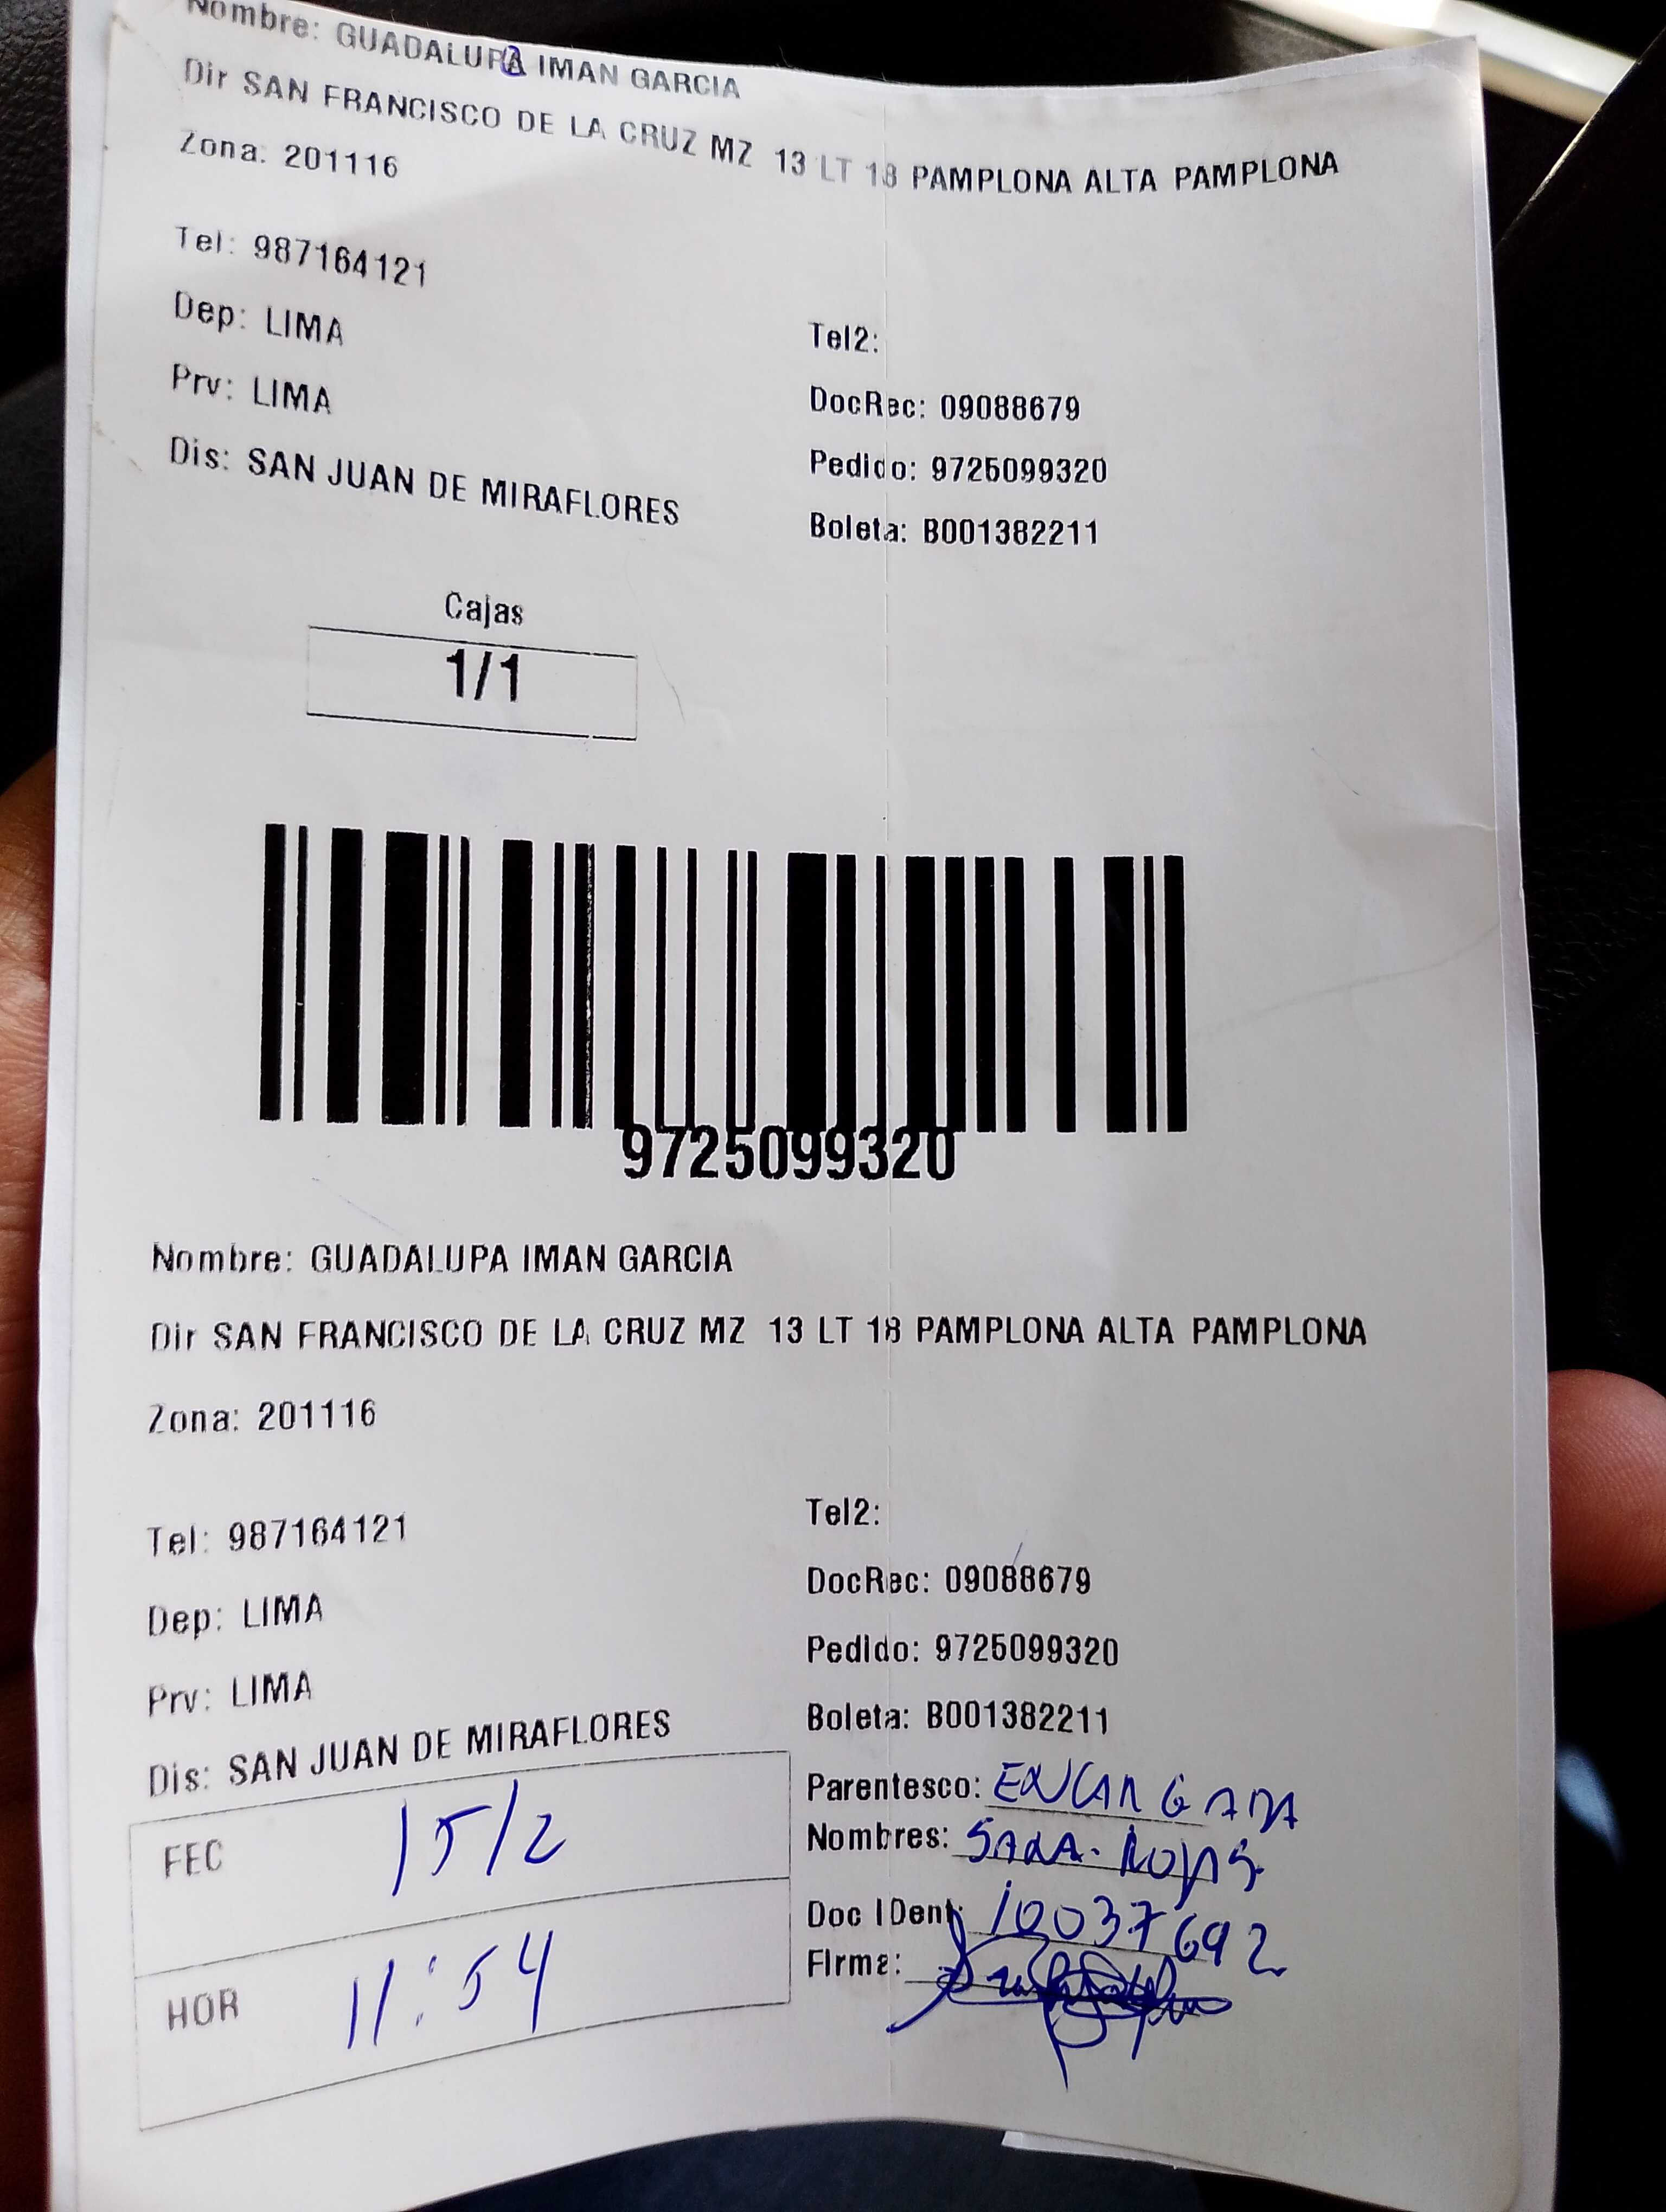 Nombre: GUADALUPA IMAN GARCIA
Dir SAN FRANCISCO DE LA CRUZ MZ 13 LT 18 PAMPLONA ALTA PAMPLONA
Zona: 201116
Tel: 987164121
Tel2:
Dep: LIMA
DocRec: 09088679
Prv: LIMA
Pedido: 9725099320
Dis: SAN JUAN DE MIRAFLORES
Boleta: B001382211
Cajas
1/1
9725099320
Nombre: GUADALUPA IMAN GARCIA
Dir SAN FRANCISCO DE LA CRUZ MZ 13 LT 18 PAMPLONA ALTA PAMPLONA
Zona: 201116
Tel: 987164121
Tel2:
Dep: LIMA
DocRec: 09088679
Prv: LIMA
Pedido: 9725099320
Dis: SAN JUAN DE MIRAFLORES
Boleta: B001382211
Parentesco: ENCARGADA
FEC 15/2
Nombres: SARA. ROJAS
Doc IDent: 10037692
HOR 11:54
Firma: